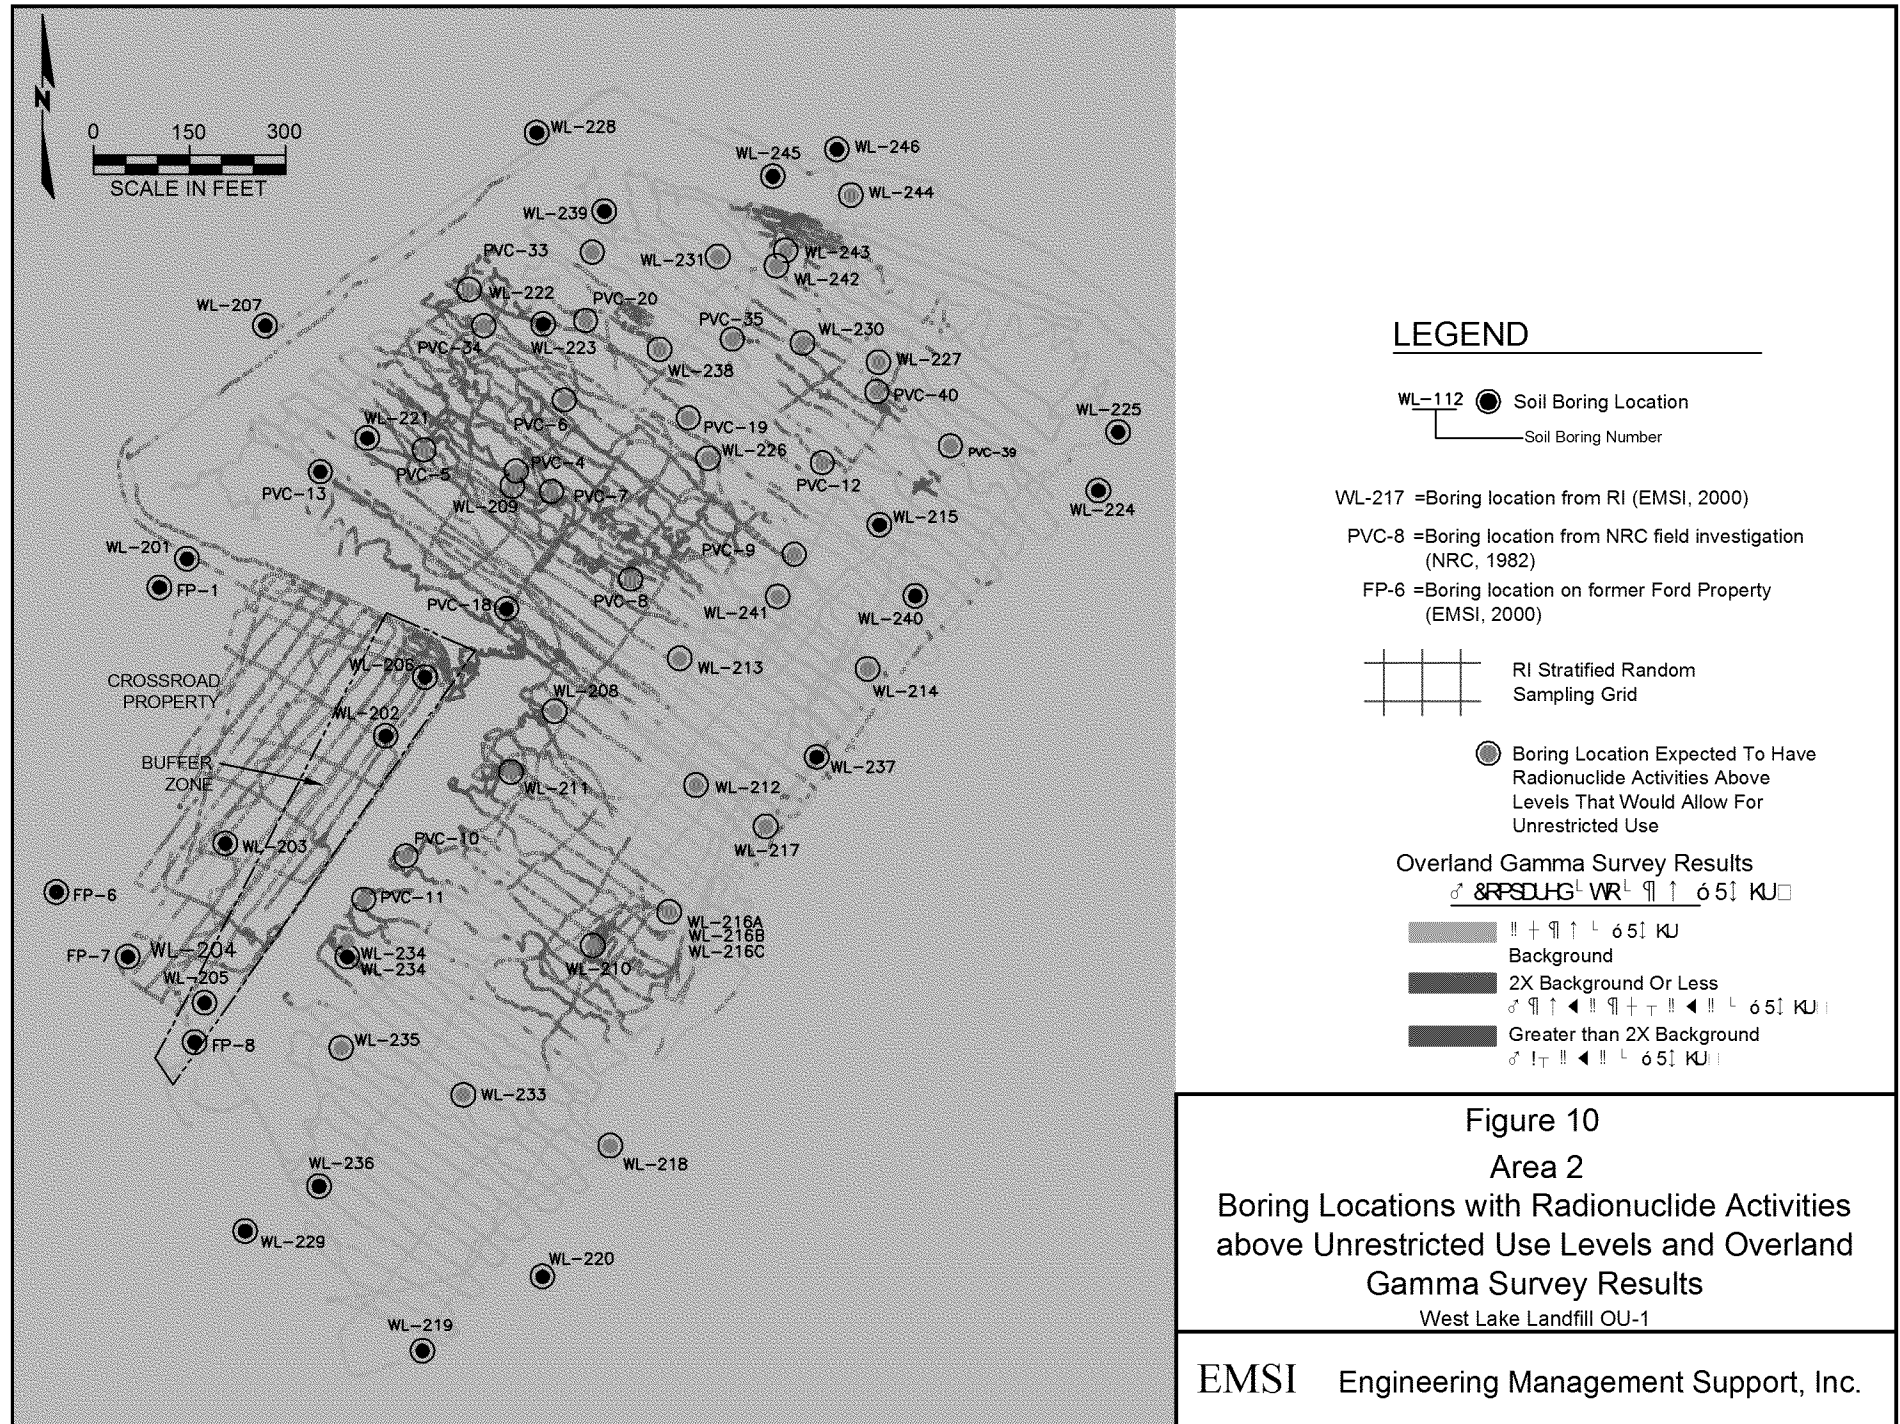 N
0 150 300
SCALE IN FEET
WL-228
WL-246
WL-245
WL-244
WL-239
PVC-33
WL-231
WL-243
WL-242
WL-222
PVC-20
WL-207
PVC-35
WL-230
PVC-34
WL-223
WL-238
WL-227
PVC-40
WL-221
PVC-6
PVC-19
WL-225
WL-226
PVC-39
PVC-5
PVC-4
PVC-13
PVC-12
WL-209
PVC-7
WL-224
WL-215
WL-201
PVC-9
FP-1
PVC-18
PVC-8
WL-241
WL-240
WL-206
WL-213
CROSSROAD
PROPERTY
WL-208
WL-214
WL-202
BUFFER
ZONE
WL-237
WL-211
WL-212
PVC-10
WL-203
WL-217
FP-6
PVC-11
WL-216A
WL-216B
WL-216C
FP-7
WL-204
WL-234
WL-234
WL-210
WL-205
FP-8
WL-235
WL-233
WL-218
WL-236
WL-229
WL-220
WL-219
LEGEND
WL-112 Soil Boring Location
Soil Boring Number
WL-217 =Boring location from RI (EMSI, 2000)
PVC-8 =Boring location from NRC field investigation
(NRC, 1982)
FP-6 =Boring location on former Ford Property
(EMSI, 2000)
RI Stratified Random
Sampling Grid
Boring Location Expected To Have
Radionuclide Activities Above
Levels That Would Allow For
Unrestricted Use
Overland Gamma Survey Results
Background
2X Background Or Less
Greater than 2X Background
Figure 10
Area 2
Boring Locations with Radionuclide Activities
above Unrestricted Use Levels and Overland
Gamma Survey Results
West Lake Landfill OU-1
EMSI Engineering Management Support, Inc.